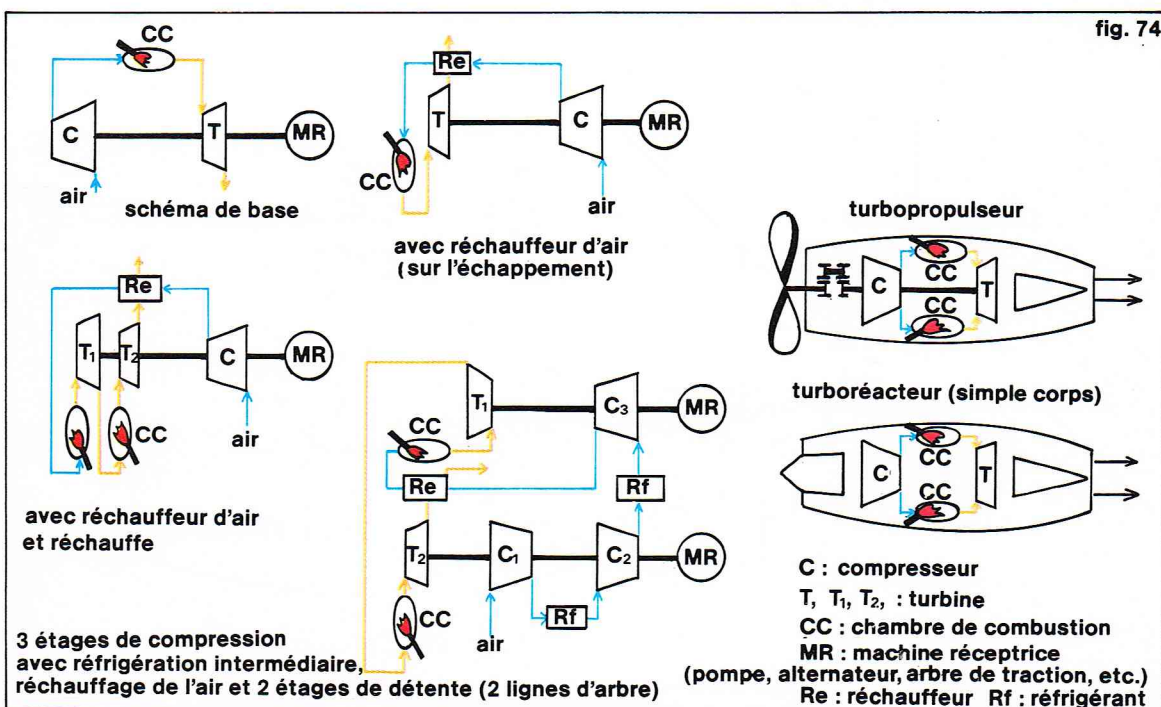 fig. 74
CC
C
T
MR
air
schéma de base
Re
T
C
MR
CC
air
avec réchauffeur d'air
(sur l'échappement)
Re
T1
T2
C
MR
CC
air
avec réchauffeur d'air
et réchauffe
T1
C3
MR
CC
Re
Rf
T2
C1
C2
MR
CC
Rf
air
3 étages de compression
avec réfrigération intermédiaire,
réchauffage de l'air et 2 étages de détente (2 lignes d'arbre)
turbopropulseur
CC
C
T
CC
turboréacteur (simple corps)
CC
C
T
CC
C : compresseur
T, T1, T2, : turbine
CC : chambre de combustion
MR : machine réceptrice
(pompe, alternateur, arbre de traction, etc.)
Re : réchauffeur Rf : réfrigérant